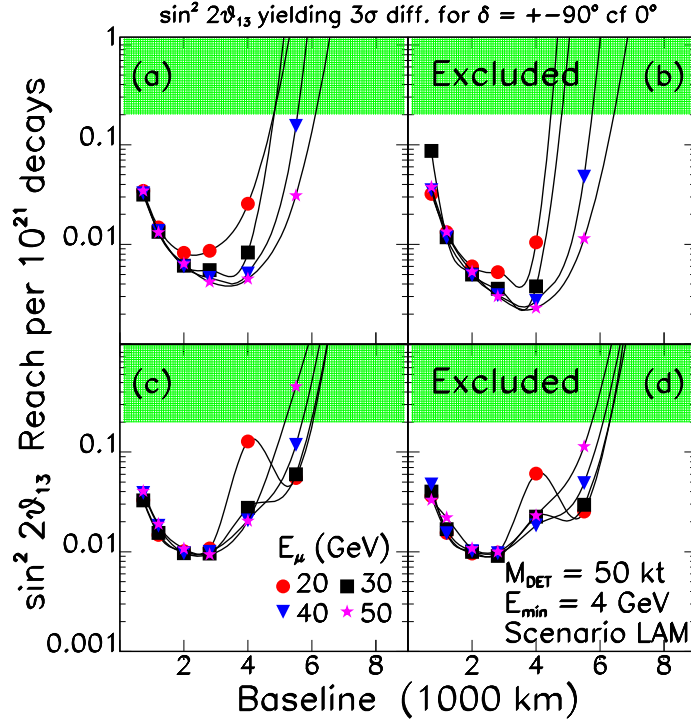 sin² 2ϑ₁₃ yielding 3σ diff. for δ = +−90° cf 0°
sin² 2ϑ₁₃ Reach per 10²¹ decays
1
0.1
0.01
(a)
Excluded
(b)
0.1
0.01
0.001
(c)
Excluded
(d)
E_μ (GeV)
20 30
40 50
M_DET = 50 kt
E_min = 4 GeV
Scenario LAM
2 4 6 8 2 4 6 8
Baseline (1000 km)